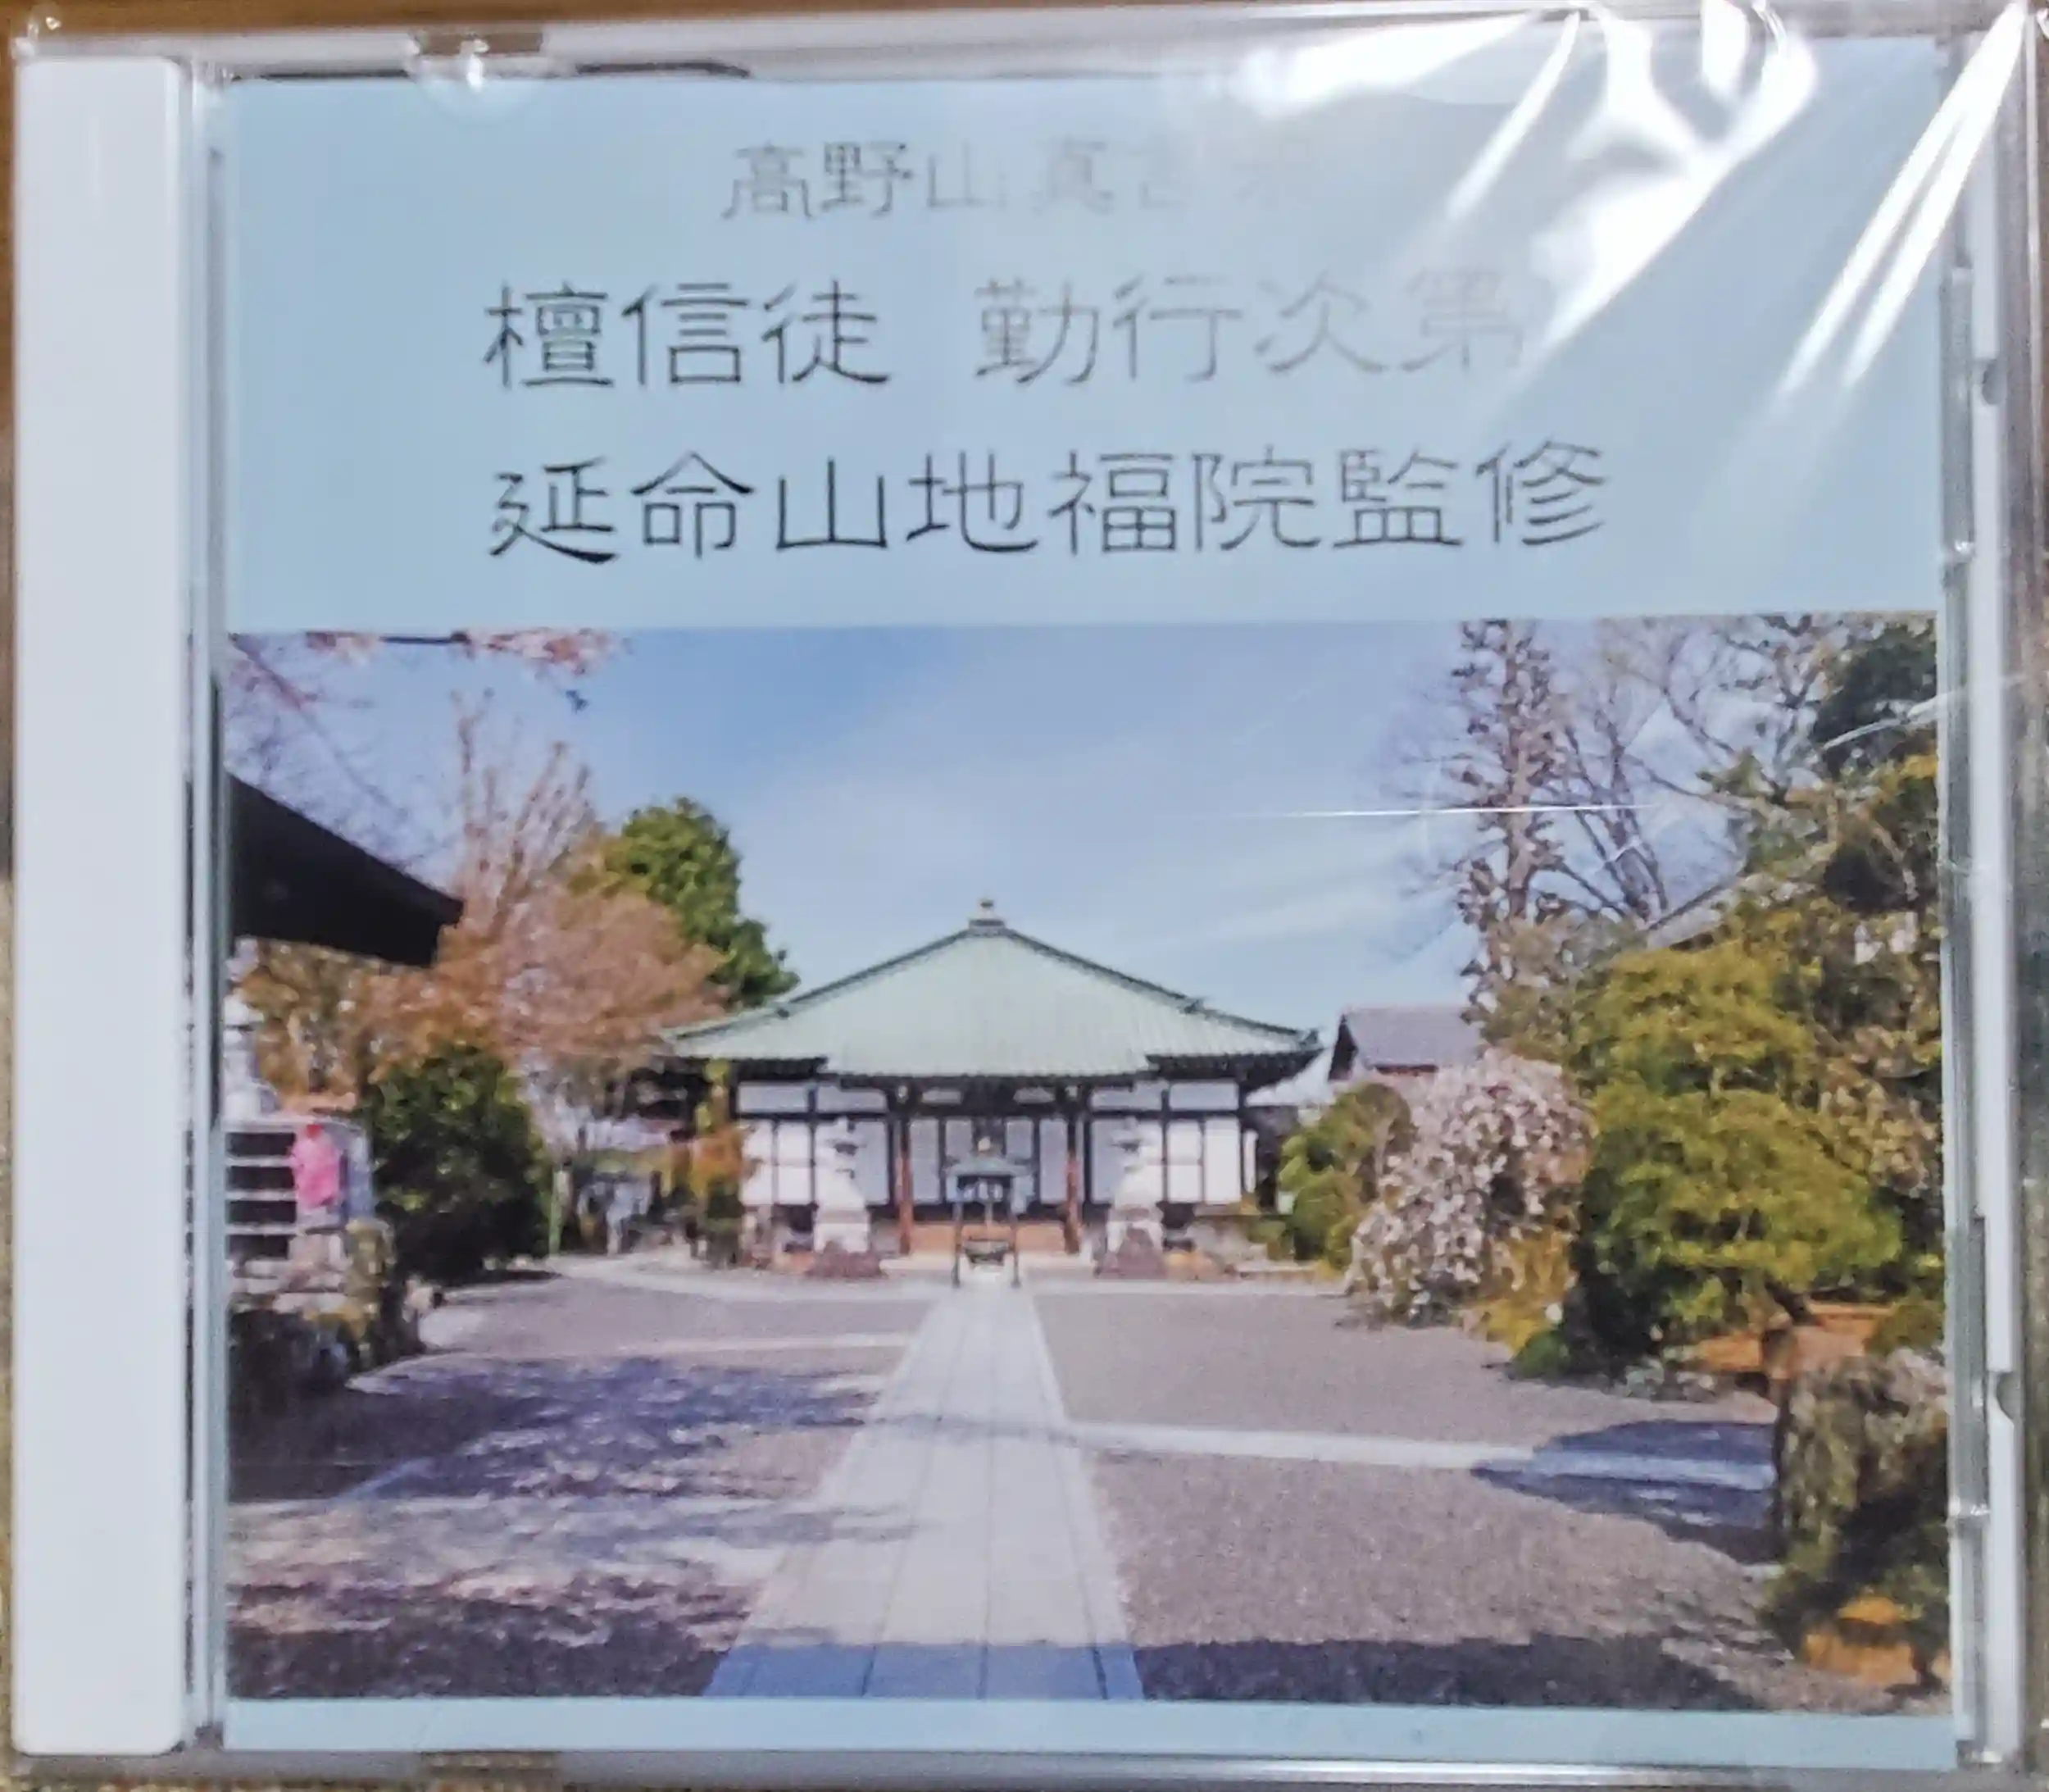 高野山真言宗
檀信徒 勤行次第
延命山地福院監修